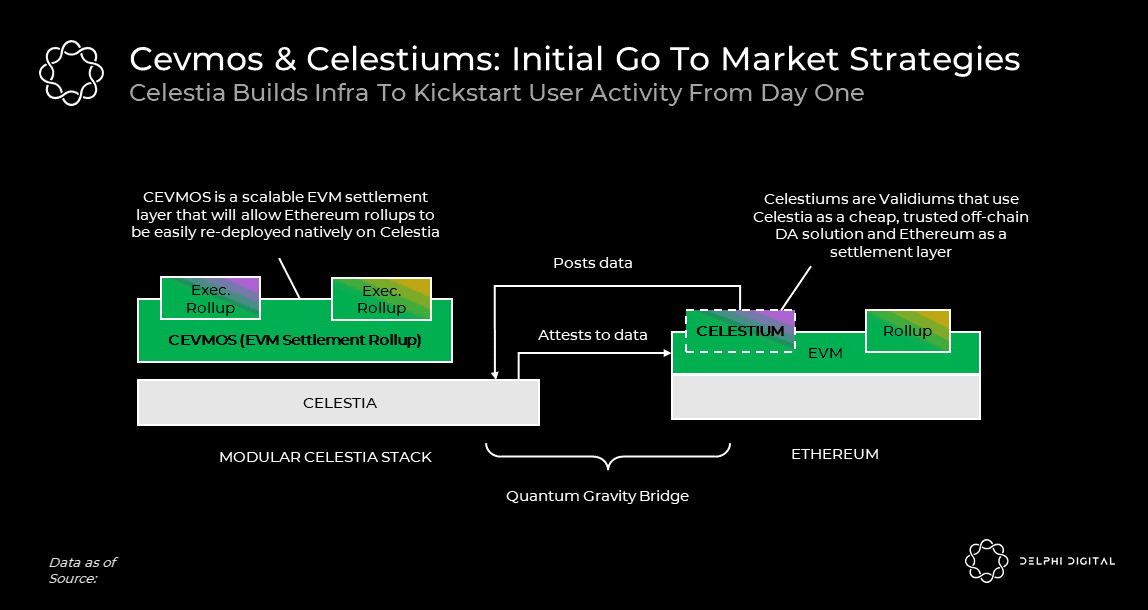 Cevmos & Celestiums: Initial Go To Market Strategies
Celestia Builds Infra To Kickstart User Activity From Day One
CEVMOS is a scalable EVM settlement
layer that will allow Ethereum rollups to
be easily re-deployed natively on Celestia
Celestiums are Validiums that use
Celestia as a cheap, trusted off-chain
DA solution and Ethereum as a
settlement layer
Posts data
Exec.
Rollup
Exec.
Rollup
CEVMOS (EVM Settlement Rollup)
Attests to data
CELESTIUM
Rollup
EVM
CELESTIA
MODULAR CELESTIA STACK
ETHEREUM
Quantum Gravity Bridge
Data as of
Source:
DELPHI DIGITAL